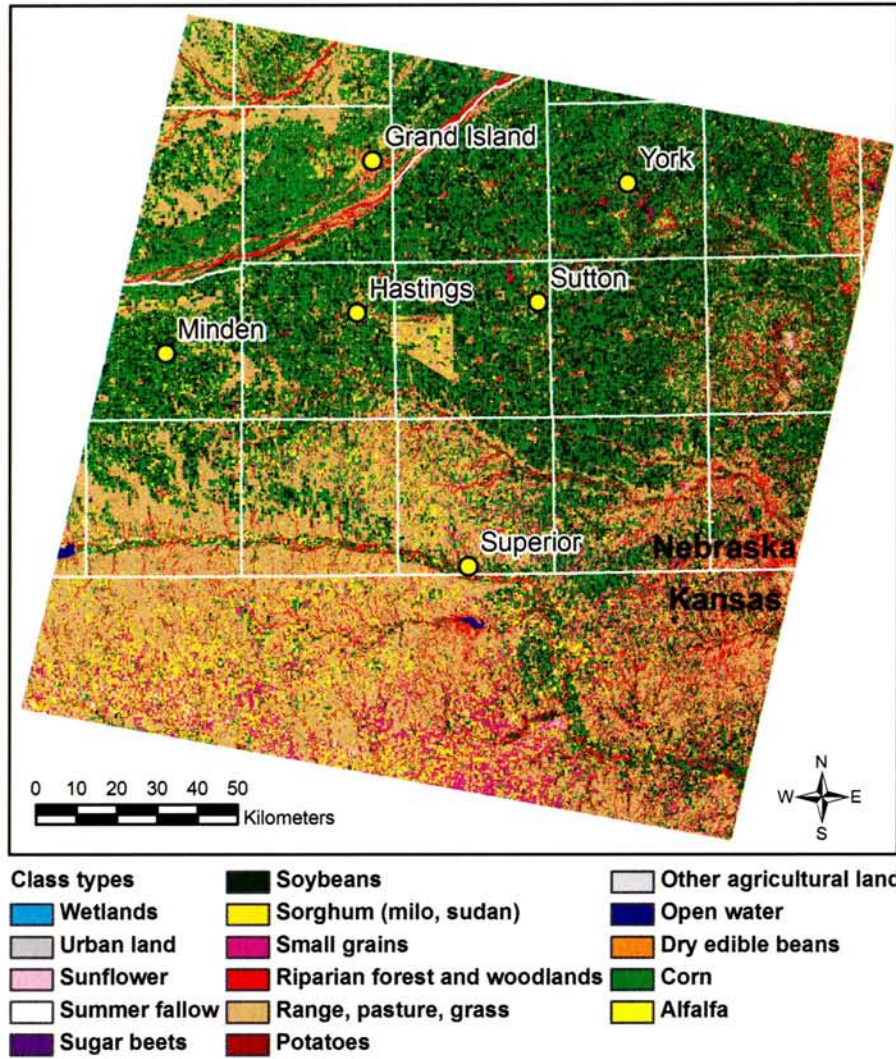 Grand Island
York
Hastings
Sutton
Minden
Superior
Nebraska
Kansas
0 10 20 30 40 50
Kilometers
N
W E
S
Class types
Wetlands
Urban land
Sunflower
Summer fallow
Sugar beets
Soybeans
Sorghum (milo, sudan)
Small grains
Riparian forest and woodlands
Range, pasture, grass
Potatoes
Other agricultural land
Open water
Dry edible beans
Corn
Alfalfa